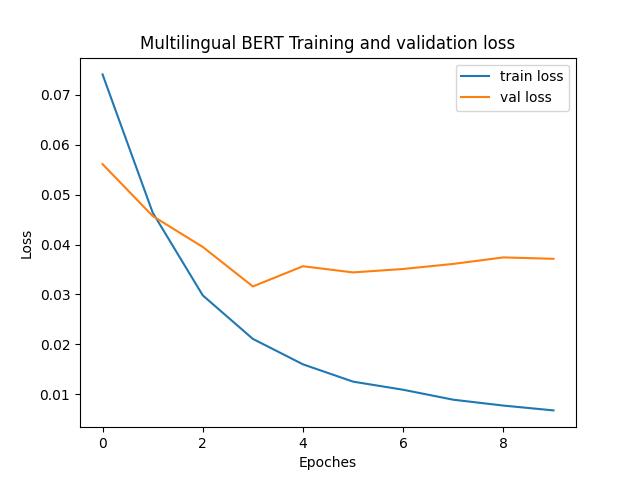 Multilingual BERT Training and validation loss
train loss
val loss
0.07
0.06
0.05
0.04
0.03
0.02
0.01
Loss
0 2 4 6 8
Epoches